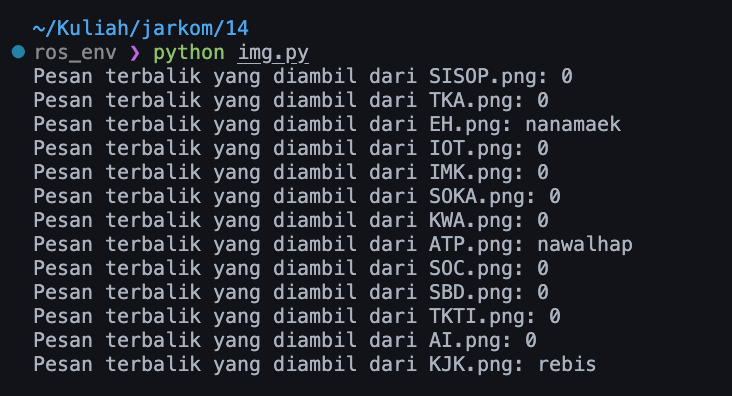 ~/Kuliah/jarkom/14
ros_env ❯ python img.py
Pesan terbalik yang diambil dari SISOP.png: 0
Pesan terbalik yang diambil dari TKA.png: 0
Pesan terbalik yang diambil dari EH.png: nanamaek
Pesan terbalik yang diambil dari IOT.png: 0
Pesan terbalik yang diambil dari IMK.png: 0
Pesan terbalik yang diambil dari SOKA.png: 0
Pesan terbalik yang diambil dari KWA.png: 0
Pesan terbalik yang diambil dari ATP.png: nawalhap
Pesan terbalik yang diambil dari SOC.png: 0
Pesan terbalik yang diambil dari SBD.png: 0
Pesan terbalik yang diambil dari TKTI.png: 0
Pesan terbalik yang diambil dari AI.png: 0
Pesan terbalik yang diambil dari KJK.png: rebis